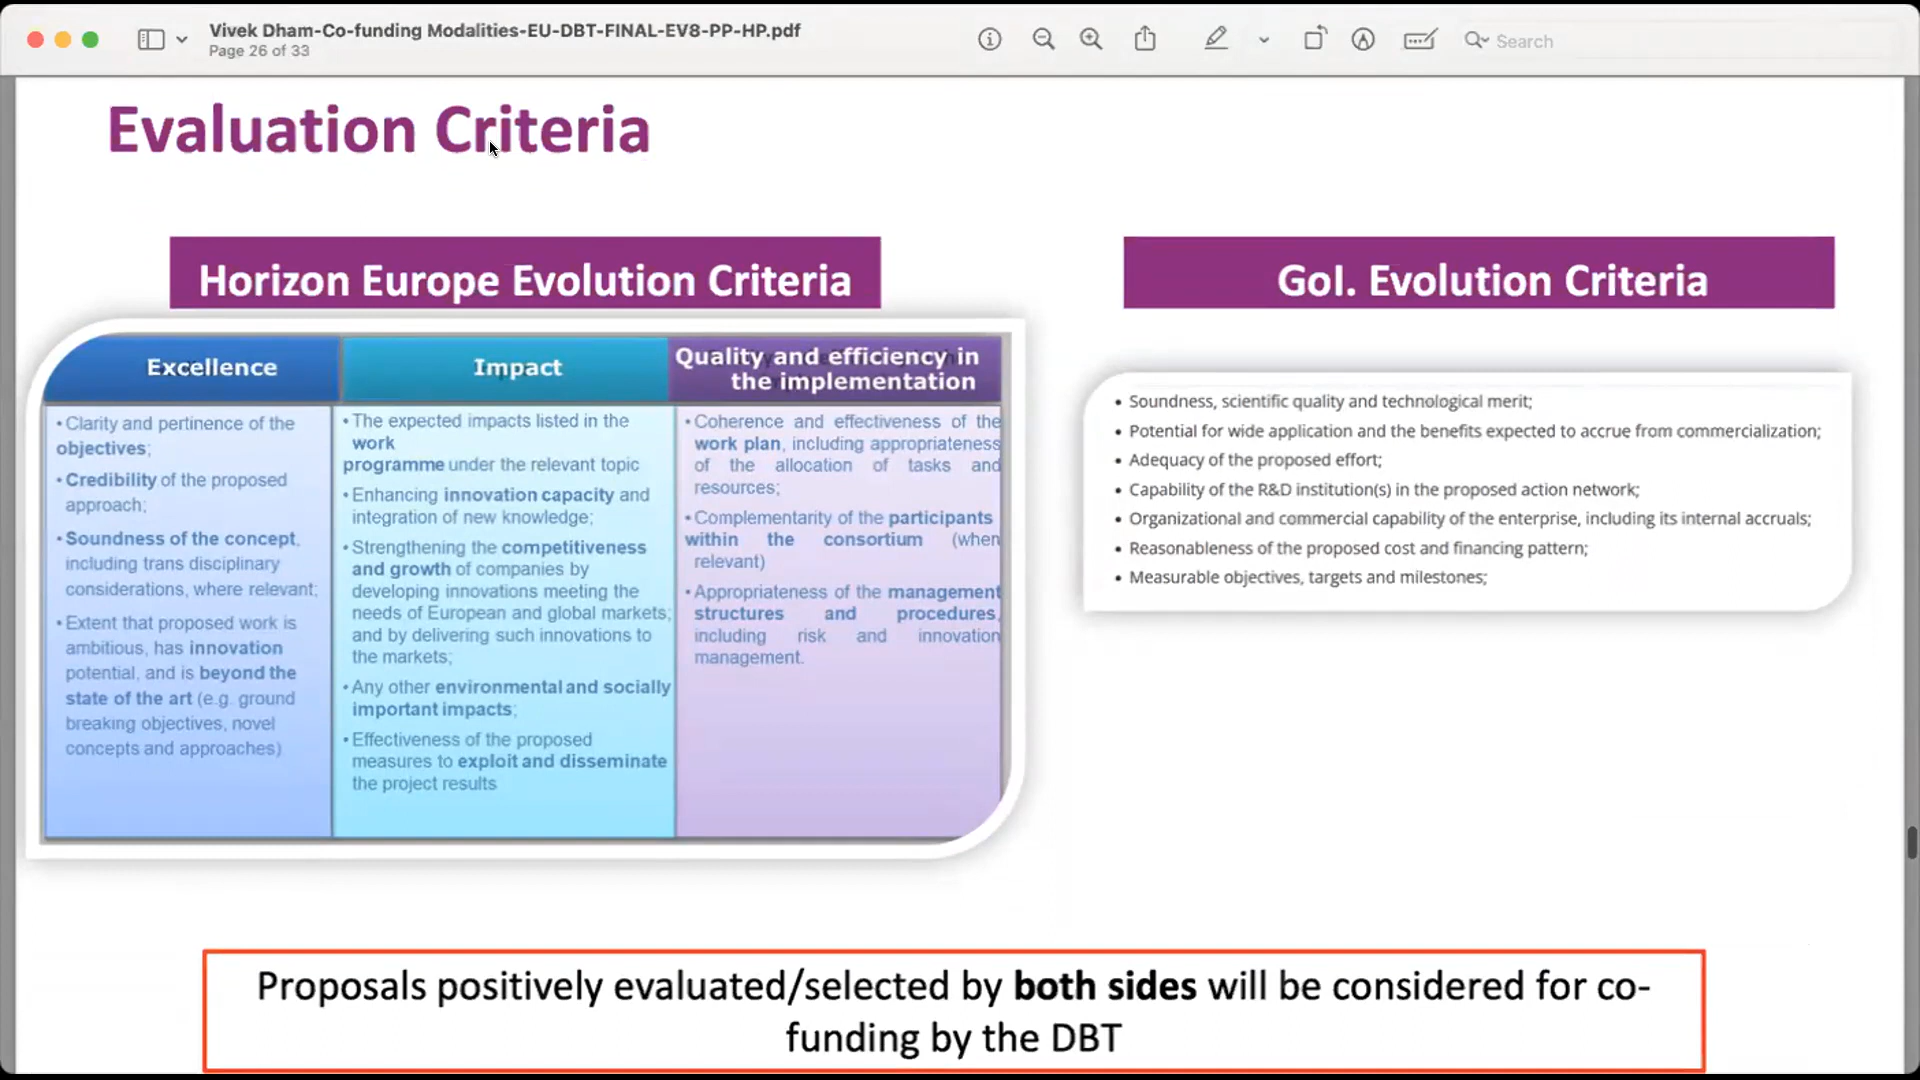 Vivek Dham-Co-funding Modalities-EU-DBT-FINAL-EV8-PP-HP.pdf
Page 26 of 33
Search
Evaluation Criteria
Horizon Europe Evolution Criteria
Excellence
• Clarity and pertinence of the
objectives;
• Credibility of the proposed
approach;
• Soundness of the concept,
including trans disciplinary
considerations, where relevant;
• Extent that proposed work is
ambitious, has innovation
potential, and is beyond the
state of the art (e.g. ground
breaking objectives, novel
concepts and approaches)
Impact
• The expected impacts listed in the
work
programme under the relevant topic
• Enhancing innovation capacity and
integration of new knowledge;
• Strengthening the competitiveness
and growth of companies by
developing innovations meeting the
needs of European and global markets;
and by delivering such innovations to
the markets;
• Any other environmental and socially
important impacts;
• Effectiveness of the proposed
measures to exploit and disseminate
the project results
Quality and efficiency in
the implementation
• Coherence and effectiveness of the
work plan, including appropriateness
of the allocation of tasks and
resources;
• Complementarity of the participants
within the consortium (when
relevant)
• Appropriateness of the management
structures and procedures,
including risk and innovation
management.
GoI. Evolution Criteria
• Soundness, scientific quality and technological merit;
• Potential for wide application and the benefits expected to accrue from commercialization;
• Adequacy of the proposed effort;
• Capability of the R&D institution(s) in the proposed action network;
• Organizational and commercial capability of the enterprise, including its internal accruals;
• Reasonableness of the proposed cost and financing pattern;
• Measurable objectives, targets and milestones;
Proposals positively evaluated/selected by both sides will be considered for co-
funding by the DBT